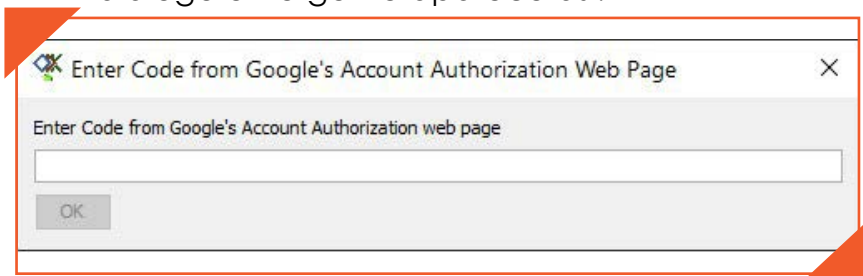 Enter Code from Google's Account Authorization Web Page
Enter Code from Google's Account Authorization web page
OK